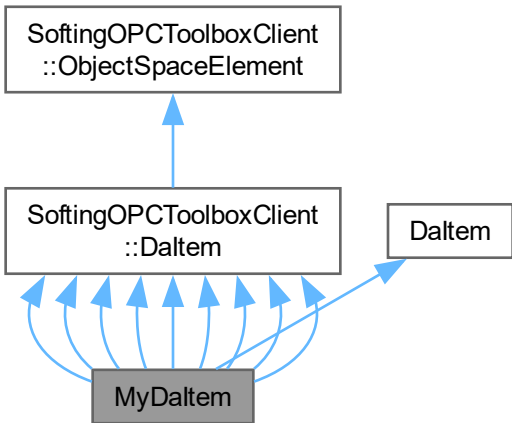 SoftingOPCToolboxClient
::ObjectSpaceElement
SoftingOPCToolboxClient
::DaItem
DaItem
MyDaItem